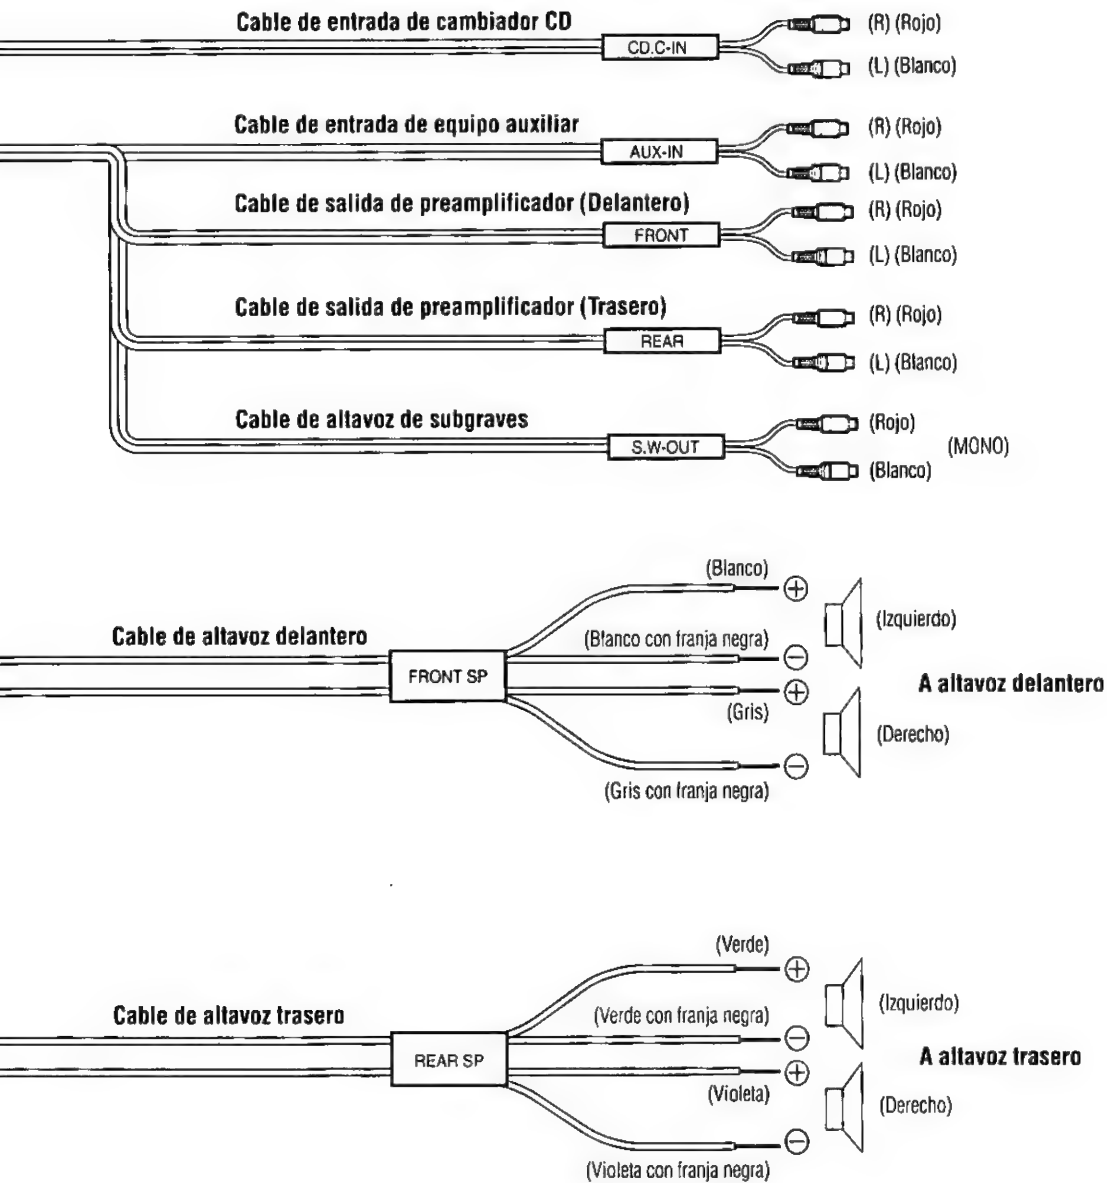 Cable de entrada de cambiador CD
CD.C-IN
(R) (Rojo)
(L) (Blanco)
Cable de entrada de equipo auxiliar
AUX-IN
(R) (Rojo)
(L) (Blanco)
Cable de salida de preamplificador (Delantero)
FRONT
(R) (Rojo)
(L) (Blanco)
Cable de salida de preamplificador (Trasero)
REAR
(R) (Rojo)
(L) (Blanco)
Cable de altavoz de subgraves
S.W-OUT
(Rojo)
(MONO)
(Blanco)
(Blanco)
+
(Izquierdo)
Cable de altavoz delantero
(Blanco con franja negra)
−
FRONT SP
A altavoz delantero
+
(Gris)
(Derecho)
−
(Gris con franja negra)
(Verde)
+
(Izquierdo)
Cable de altavoz trasero
(Verde con franja negra)
−
REAR SP
A altavoz trasero
+
(Violeta)
(Derecho)
−
(Violeta con franja negra)